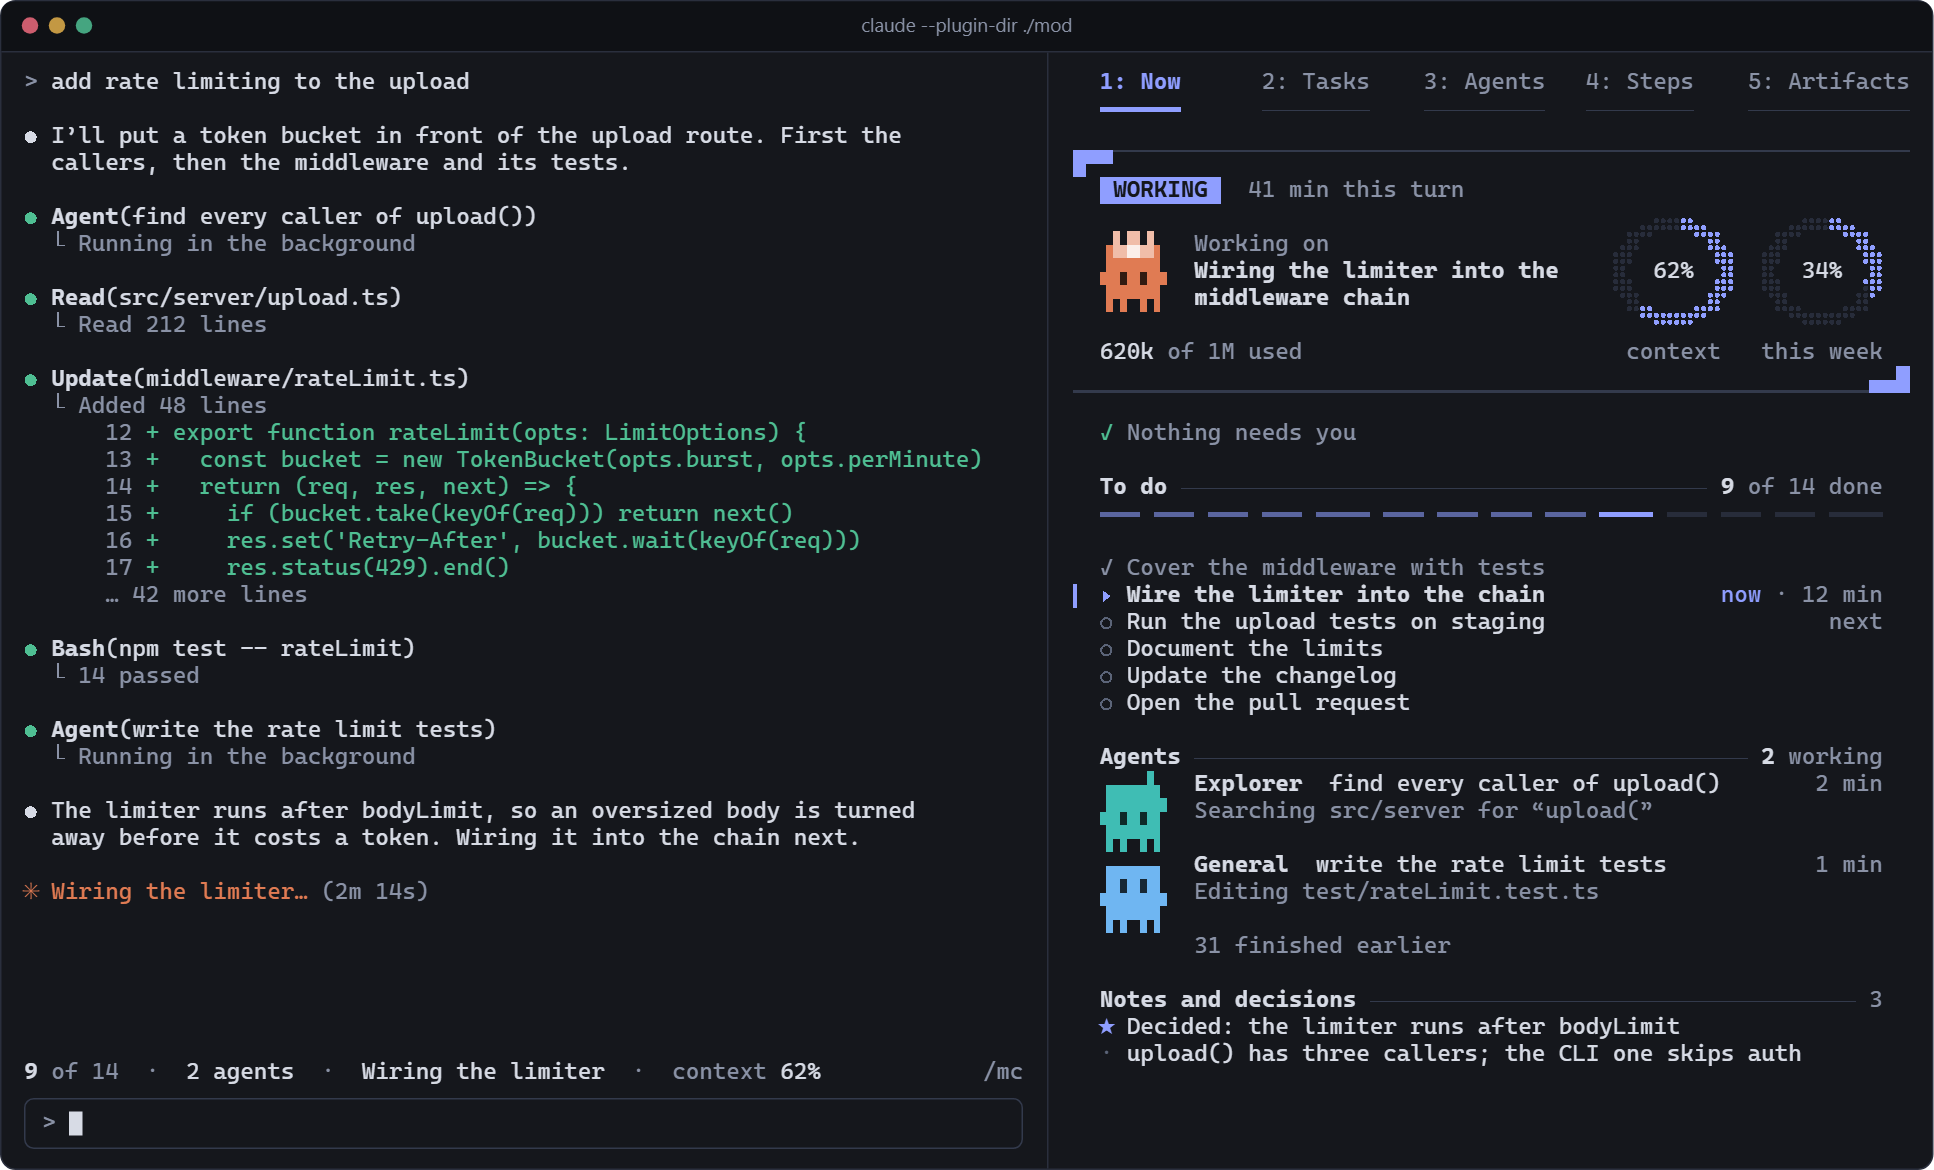 claude --plugin-dir ./mod
> add rate limiting to the upload
● I’ll put a token bucket in front of the upload route. First the
callers, then the middleware and its tests.
● Agent(find every caller of upload())
└ Running in the background
● Read(src/server/upload.ts)
└ Read 212 lines
● Update(middleware/rateLimit.ts)
└ Added 48 lines
12 + export function rateLimit(opts: LimitOptions) {
13 + const bucket = new TokenBucket(opts.burst, opts.perMinute)
14 + return (req, res, next) => {
15 + if (bucket.take(keyOf(req))) return next()
16 + res.set('Retry-After', bucket.wait(keyOf(req)))
17 + res.status(429).end()
… 42 more lines
● Bash(npm test -- rateLimit)
└ 14 passed
● Agent(write the rate limit tests)
└ Running in the background
● The limiter runs after bodyLimit, so an oversized body is turned
away before it costs a token. Wiring it into the chain next.
✳ Wiring the limiter… (2m 14s)
9 of 14 · 2 agents · Wiring the limiter · context 62% /mc
>
1: Now 2: Tasks 3: Agents 4: Steps 5: Artifacts
WORKING 41 min this turn
Working on
Wiring the limiter into the
middleware chain
62% 34%
620k of 1M used context this week
✓ Nothing needs you
To do 9 of 14 done
✓ Cover the middleware with tests
▸ Wire the limiter into the chain now · 12 min
○ Run the upload tests on staging next
○ Document the limits
○ Update the changelog
○ Open the pull request
Agents 2 working
Explorer find every caller of upload() 2 min
Searching src/server for “upload(”
General write the rate limit tests 1 min
Editing test/rateLimit.test.ts
31 finished earlier
Notes and decisions 3
★ Decided: the limiter runs after bodyLimit
· upload() has three callers; the CLI one skips auth